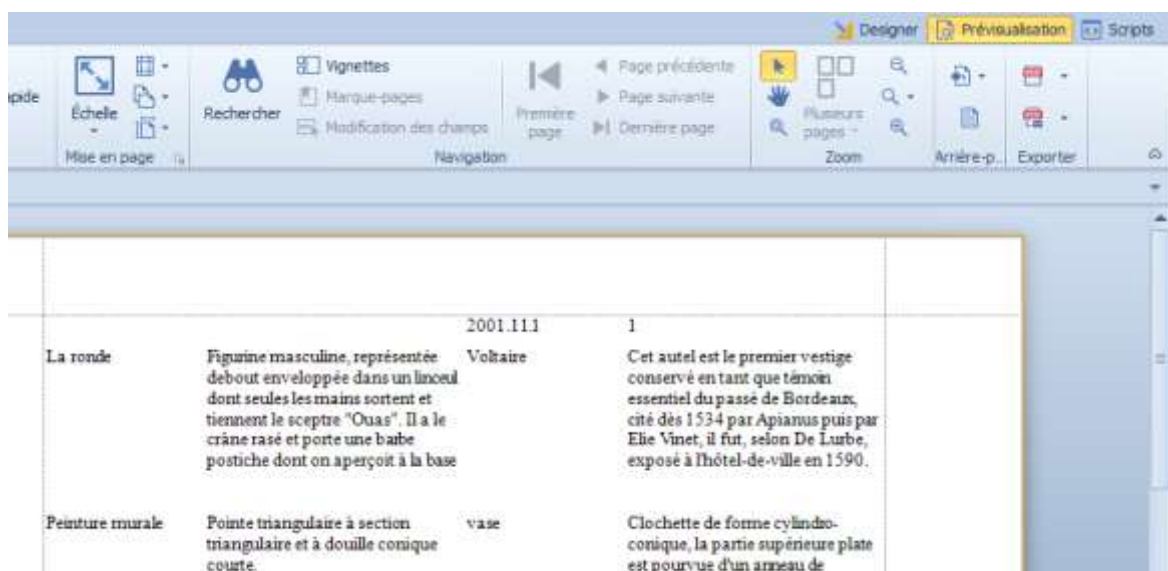 Designer Prévisualisation Scripts
apide
Échelle
Rechercher
Vignettes
Marque-pages
Modification des champs
Première
page
Page précédente
Page suivante
Dernière page
Plusieurs
pages
Mise en page
Navigation
Zoom
Arrière-p...
Exporter
2001.11.1 1
La ronde
Figurine masculine, représentée
debout enveloppée dans un linceul
dont seules les mains sortent et
tiennent le sceptre "Ouas". Il a le
crâne rasé et porte une barbe
postiche dont on aperçoit à la base
Voltaire
Cet autel est le premier vestige
conservé en tant que témoin
essentiel du passé de Bordeaux,
cité dès 1534 par Apianus puis par
Elie Vinet, il fut, selon De Lurbe,
exposé à l'hôtel-de-ville en 1590.
Peinture murale
Pointe triangulaire à section
triangulaire et à douille conique
courte.
vase
Clochette de forme cylindro-
conique, la partie supérieure plate
est pourvue d'un anneau de